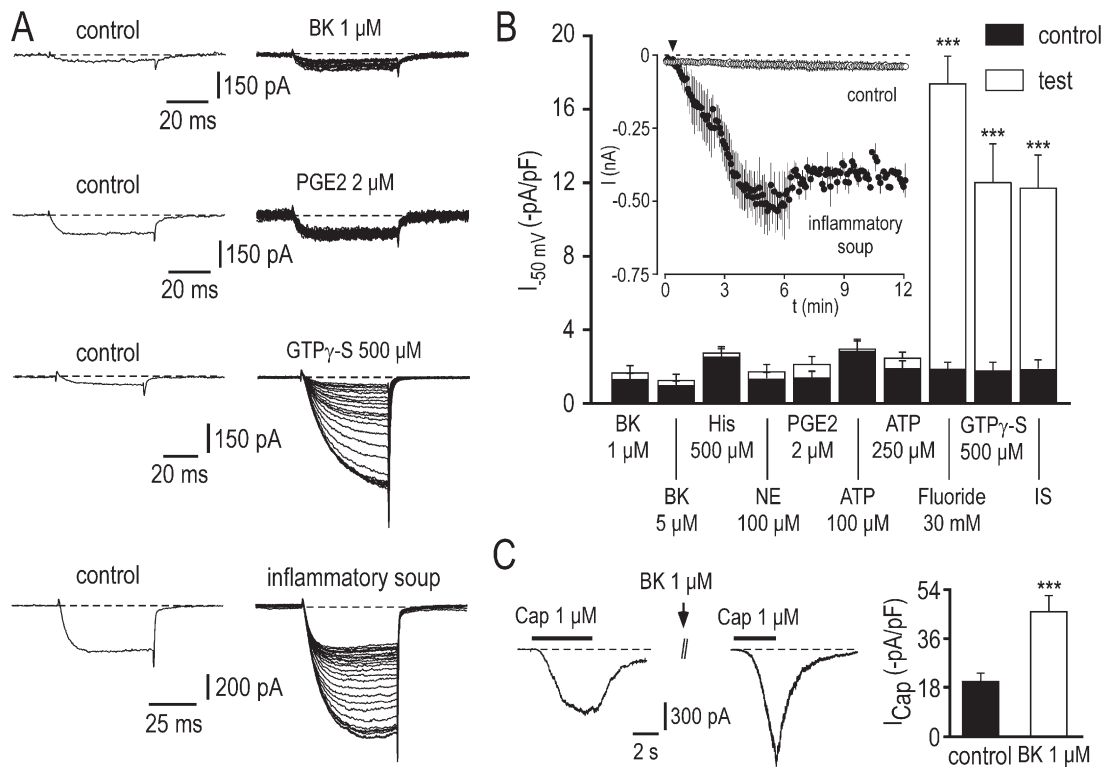 A
control
BK 1 µM
150 pA
20 ms
control
PGE2 2 µM
150 pA
20 ms
control
GTPγ-S 500 µM
150 pA
20 ms
control
inflammatory soup
200 pA
25 ms
B
20
16
12
8
4
0
I-50 mV (-pA/pF)
control
test
***
***
***
0
-0.25
-0.50
-0.75
I (nA)
control
inflammatory
soup
0 3 6 9 12
t (min)
BK His PGE2 ATP GTPγ-S
1 µM 500 µM 2 µM 250 µM 500 µM
BK NE ATP Fluoride IS
5 µM 100 µM 100 µM 30 mM
C
BK 1 µM
Cap 1 µM Cap 1 µM
300 pA
2 s
54
36
18
0
ICap (-pA/pF)
***
control BK 1 µM